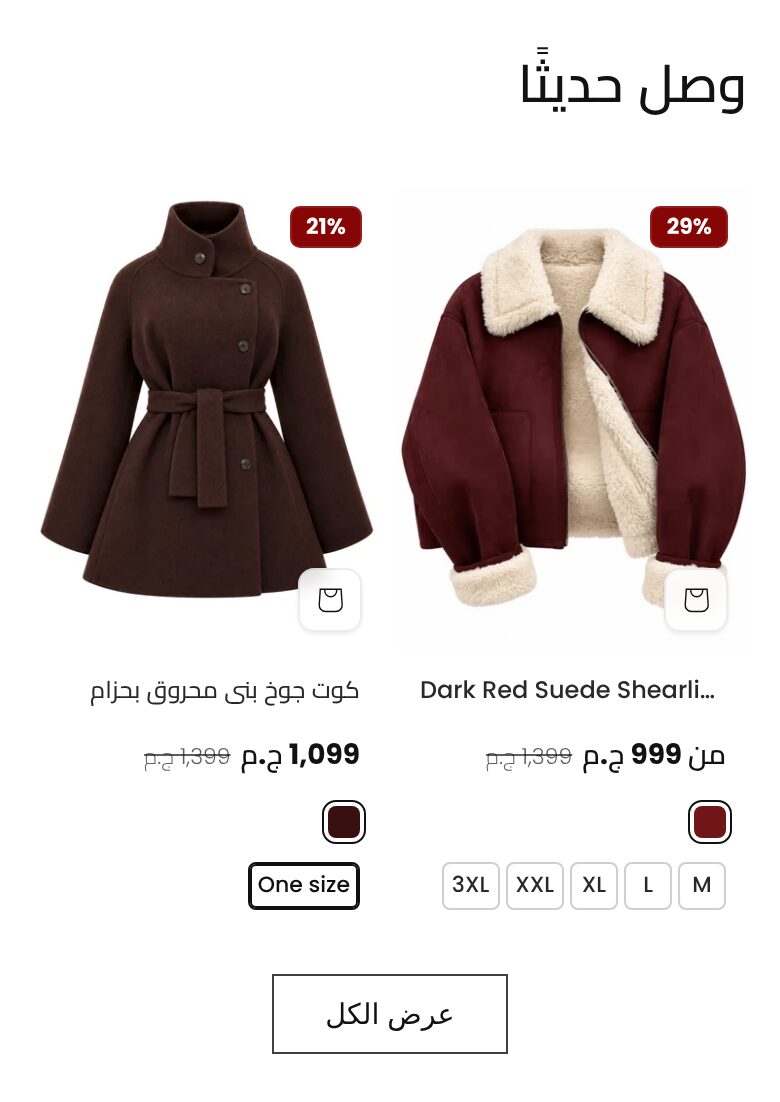 وصل حديثًا
29%
21%
Dark Red Suede Shearli...
كوت جوخ بنى محروق بحزام
من 999 ج.م 1,399 ج.م
1,099 ج.م 1,399 ج.م
M L XL XXL 3XL
One size
عرض الكل